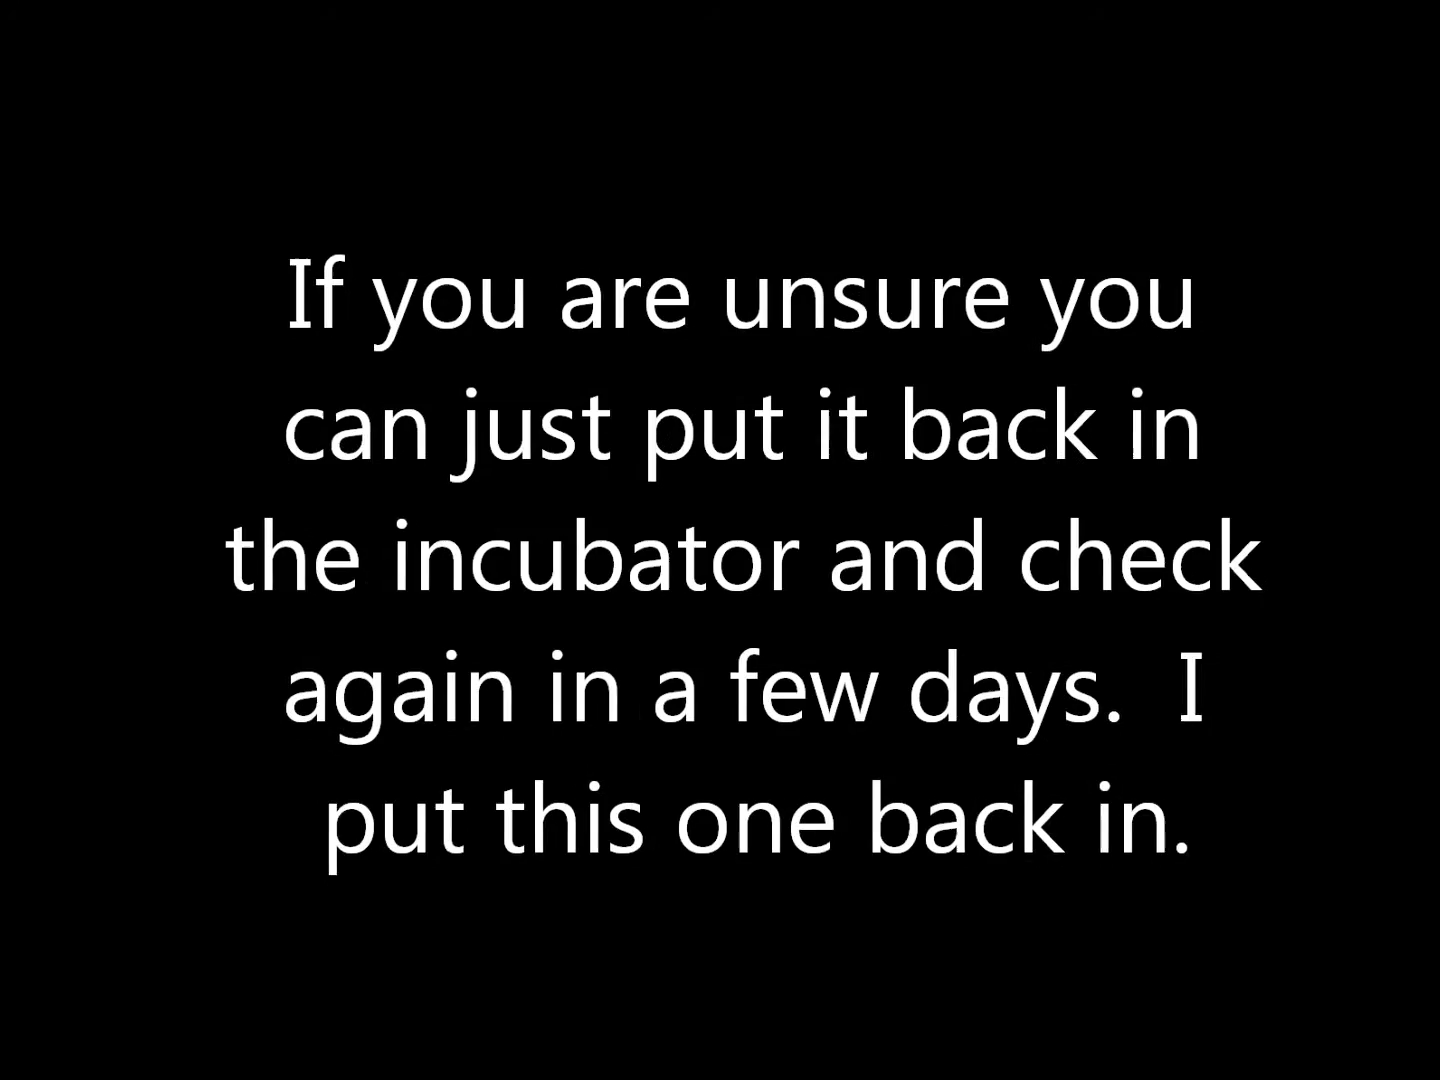 If you are unsure you
can just put it back in
the incubator and check
again in a few days.  I
put this one back in.